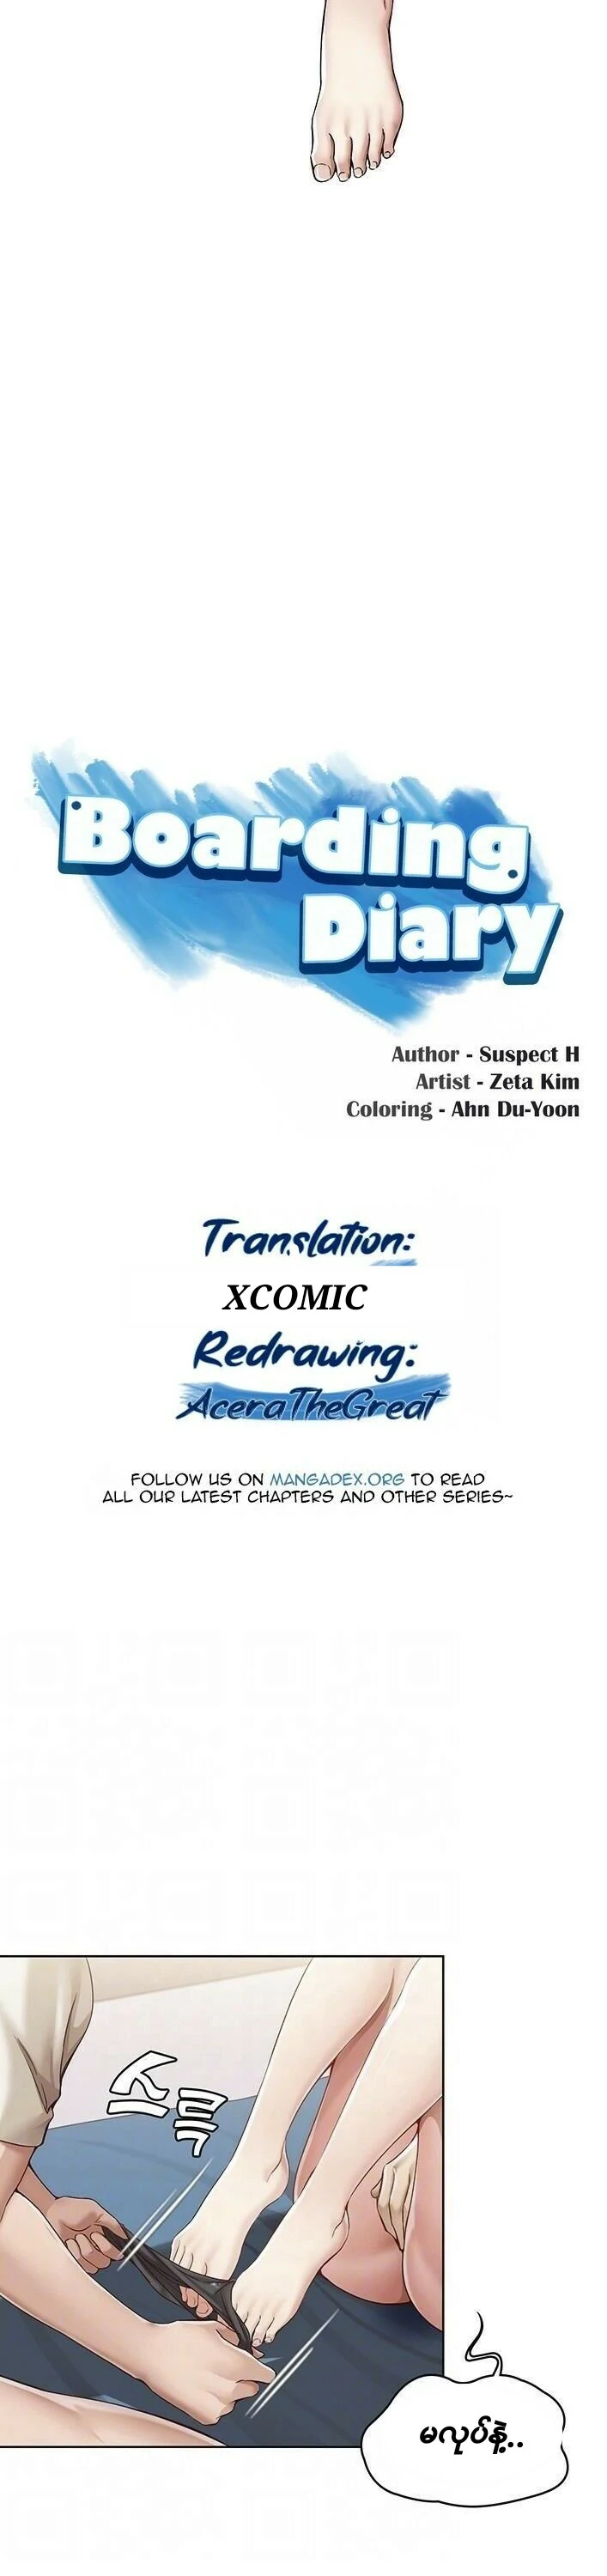 Boarding
Diary
Author - Suspect H
Artist - Zeta Kim
Coloring - Ahn Du-Yoon
Translation:
XCOMIC
Redrawing:
AceraTheGreat
FOLLOW US ON MANGADEX.ORG TO READ
ALL OUR LATEST CHAPTERS AND OTHER SERIES~
스륵
မလုပ်နဲ့..